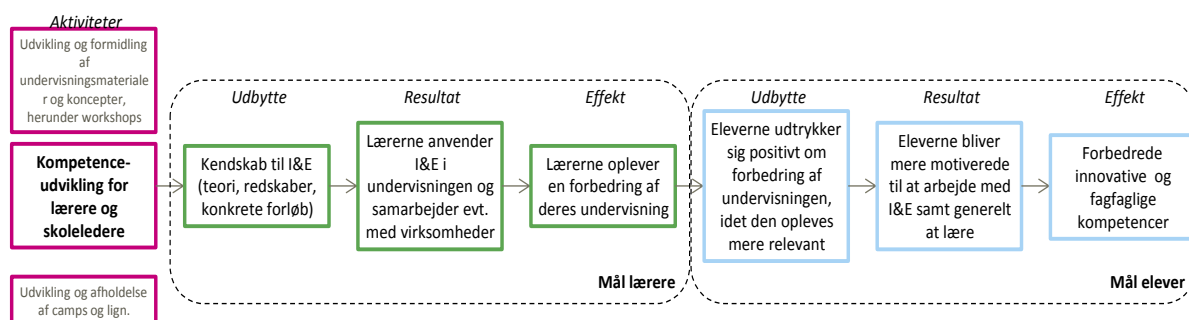 Aktiviteter
Udvikling og formidling
af
undervisningsmateriale
r og koncepter,
herunder workshops
Kompetence-
udvikling for
lærere og
skoleledere
Udvikling og afholdelse
af camps og lign.
Udbytte
Kendskab til I&E
(teori, redskaber,
konkrete forløb)
Resultat
Lærerne anvender
I&E i
undervisningen og
samarbejder evt.
med virksomheder
Effekt
Lærerne oplever
en forbedring af
deres undervisning
Mål lærere
Udbytte
Eleverne udtrykker
sig positivt om
forbedring af
undervisningen,
idet den opleves
mere relevant
Resultat
Eleverne bliver
mere motiverede
til at arbejde med
I&E samt generelt
at lære
Effekt
Forbedrede
innovative og
fagfaglige
kompetencer
Mål elever